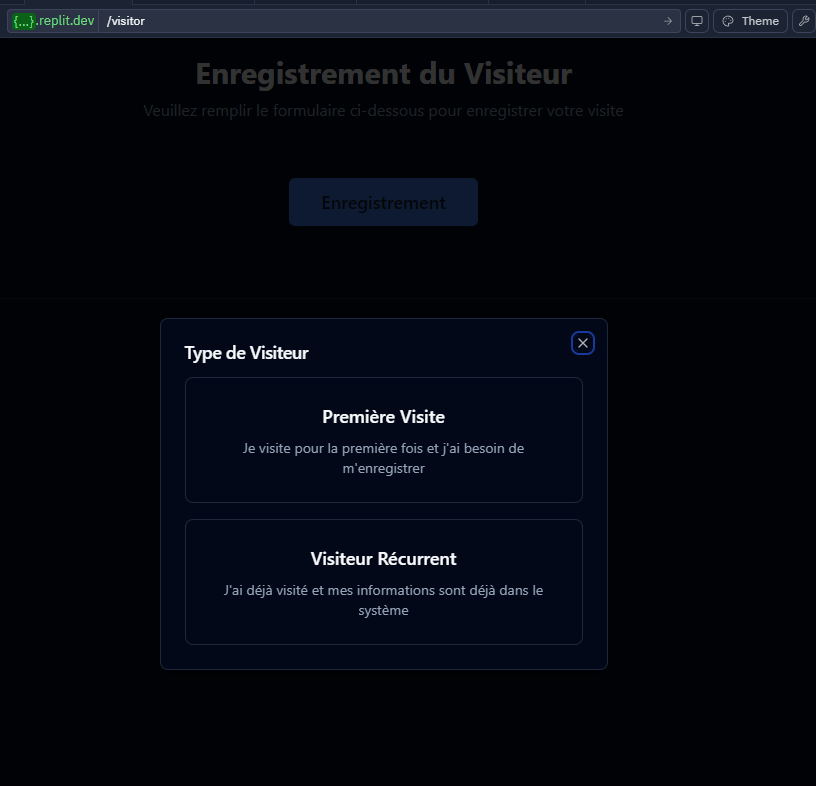 {...}.replit.dev /visitor
Theme
Enregistrement du Visiteur
Veuillez remplir le formulaire ci-dessous pour enregistrer votre visite
Enregistrement
Type de Visiteur
Première Visite
Je visite pour la première fois et j'ai besoin de
m'enregistrer
Visiteur Récurrent
J'ai déjà visité et mes informations sont déjà dans le
système